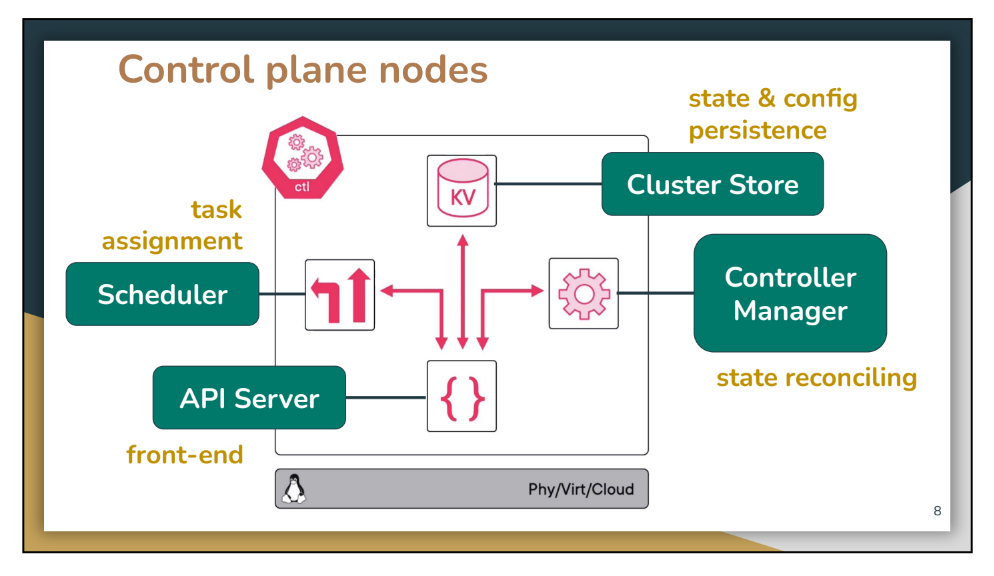 Control plane nodes
state & config
persistence
ctl
KV
Cluster Store
task
assignment
Scheduler
Controller
Manager
API Server
{ }
state reconciling
front-end
Phy/Virt/Cloud
8